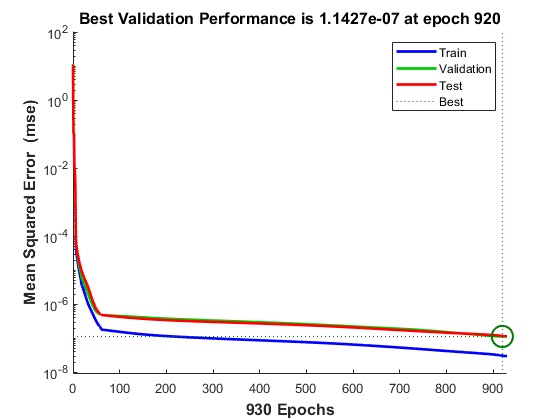 Best Validation Performance is 1.1427e-07 at epoch 920
Mean Squared Error (mse)
10^2
10^0
10^-2
10^-4
10^-6
10^-8
Train
Validation
Test
Best
0 100 200 300 400 500 600 700 800 900
930 Epochs